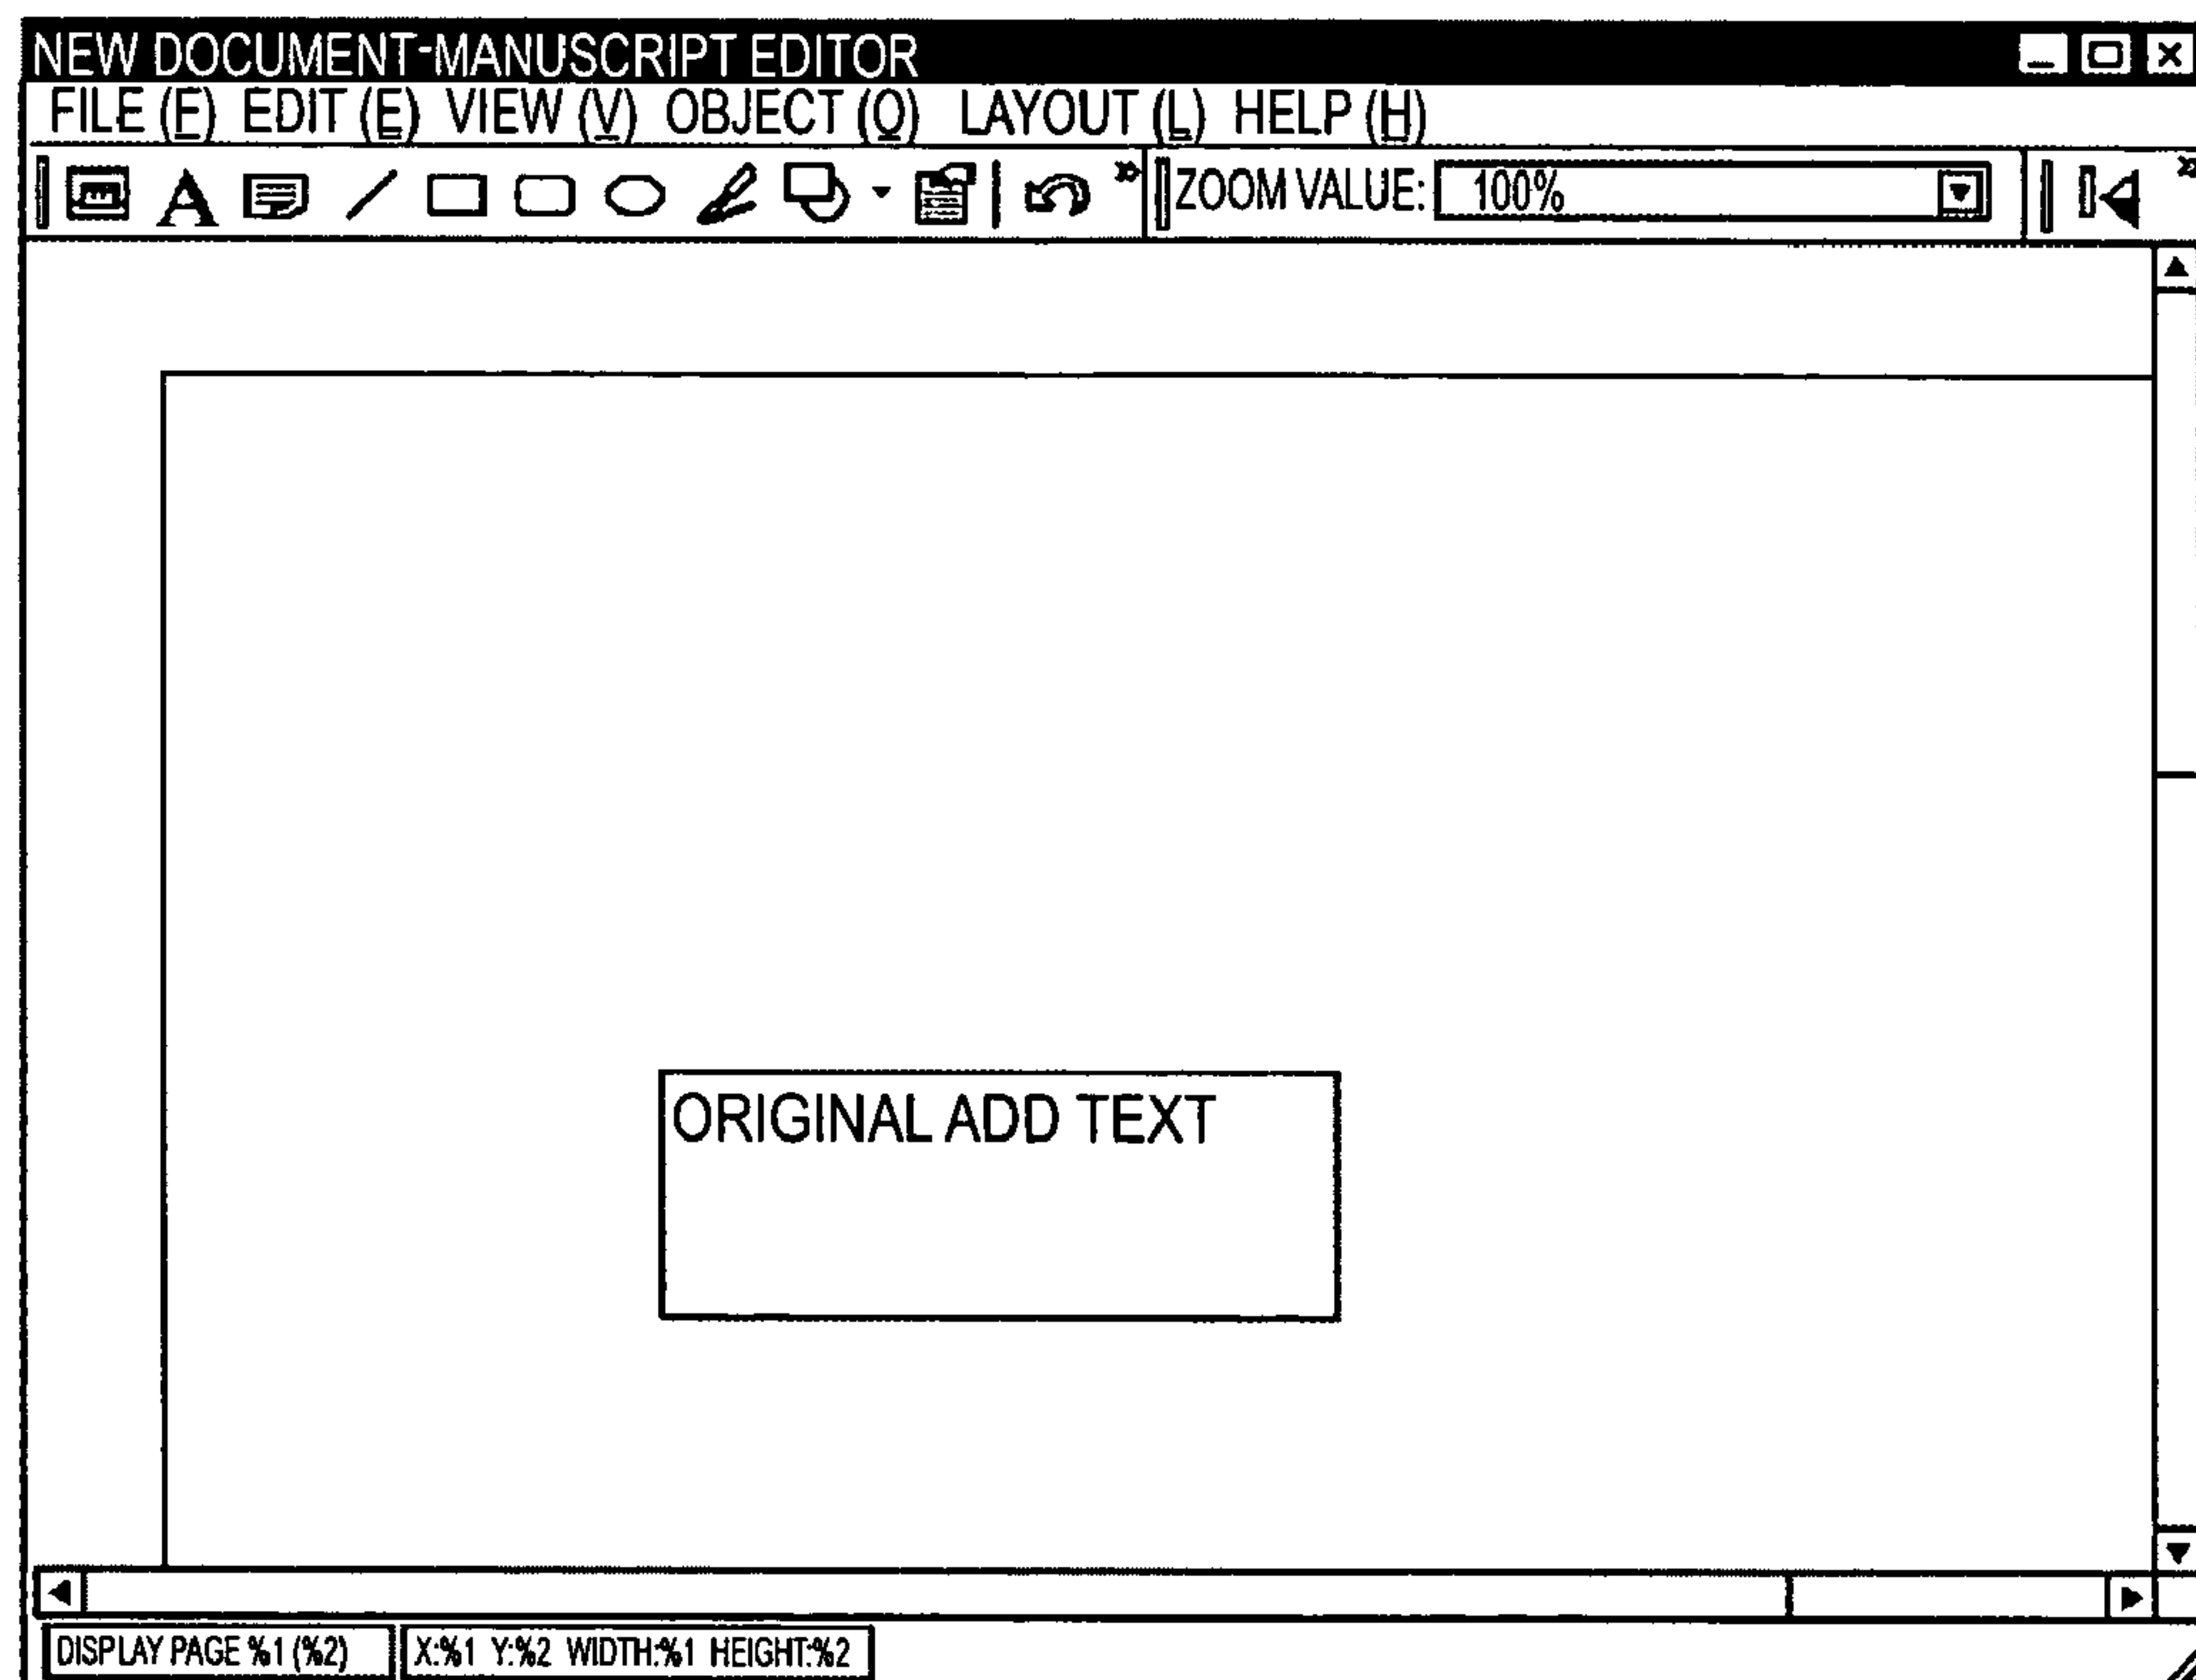 NEW DOCUMENT-MANUSCRIPT EDITOR
FILE (F) EDIT (E) VIEW (V) OBJECT (O) LAYOUT (L) HELP (H)
A » ZOOM VALUE: 100% »
ORIGINAL ADD TEXT
DISPLAY PAGE %1 (%2) X:%1 Y:%2 WIDTH:%1 HEIGHT:%2